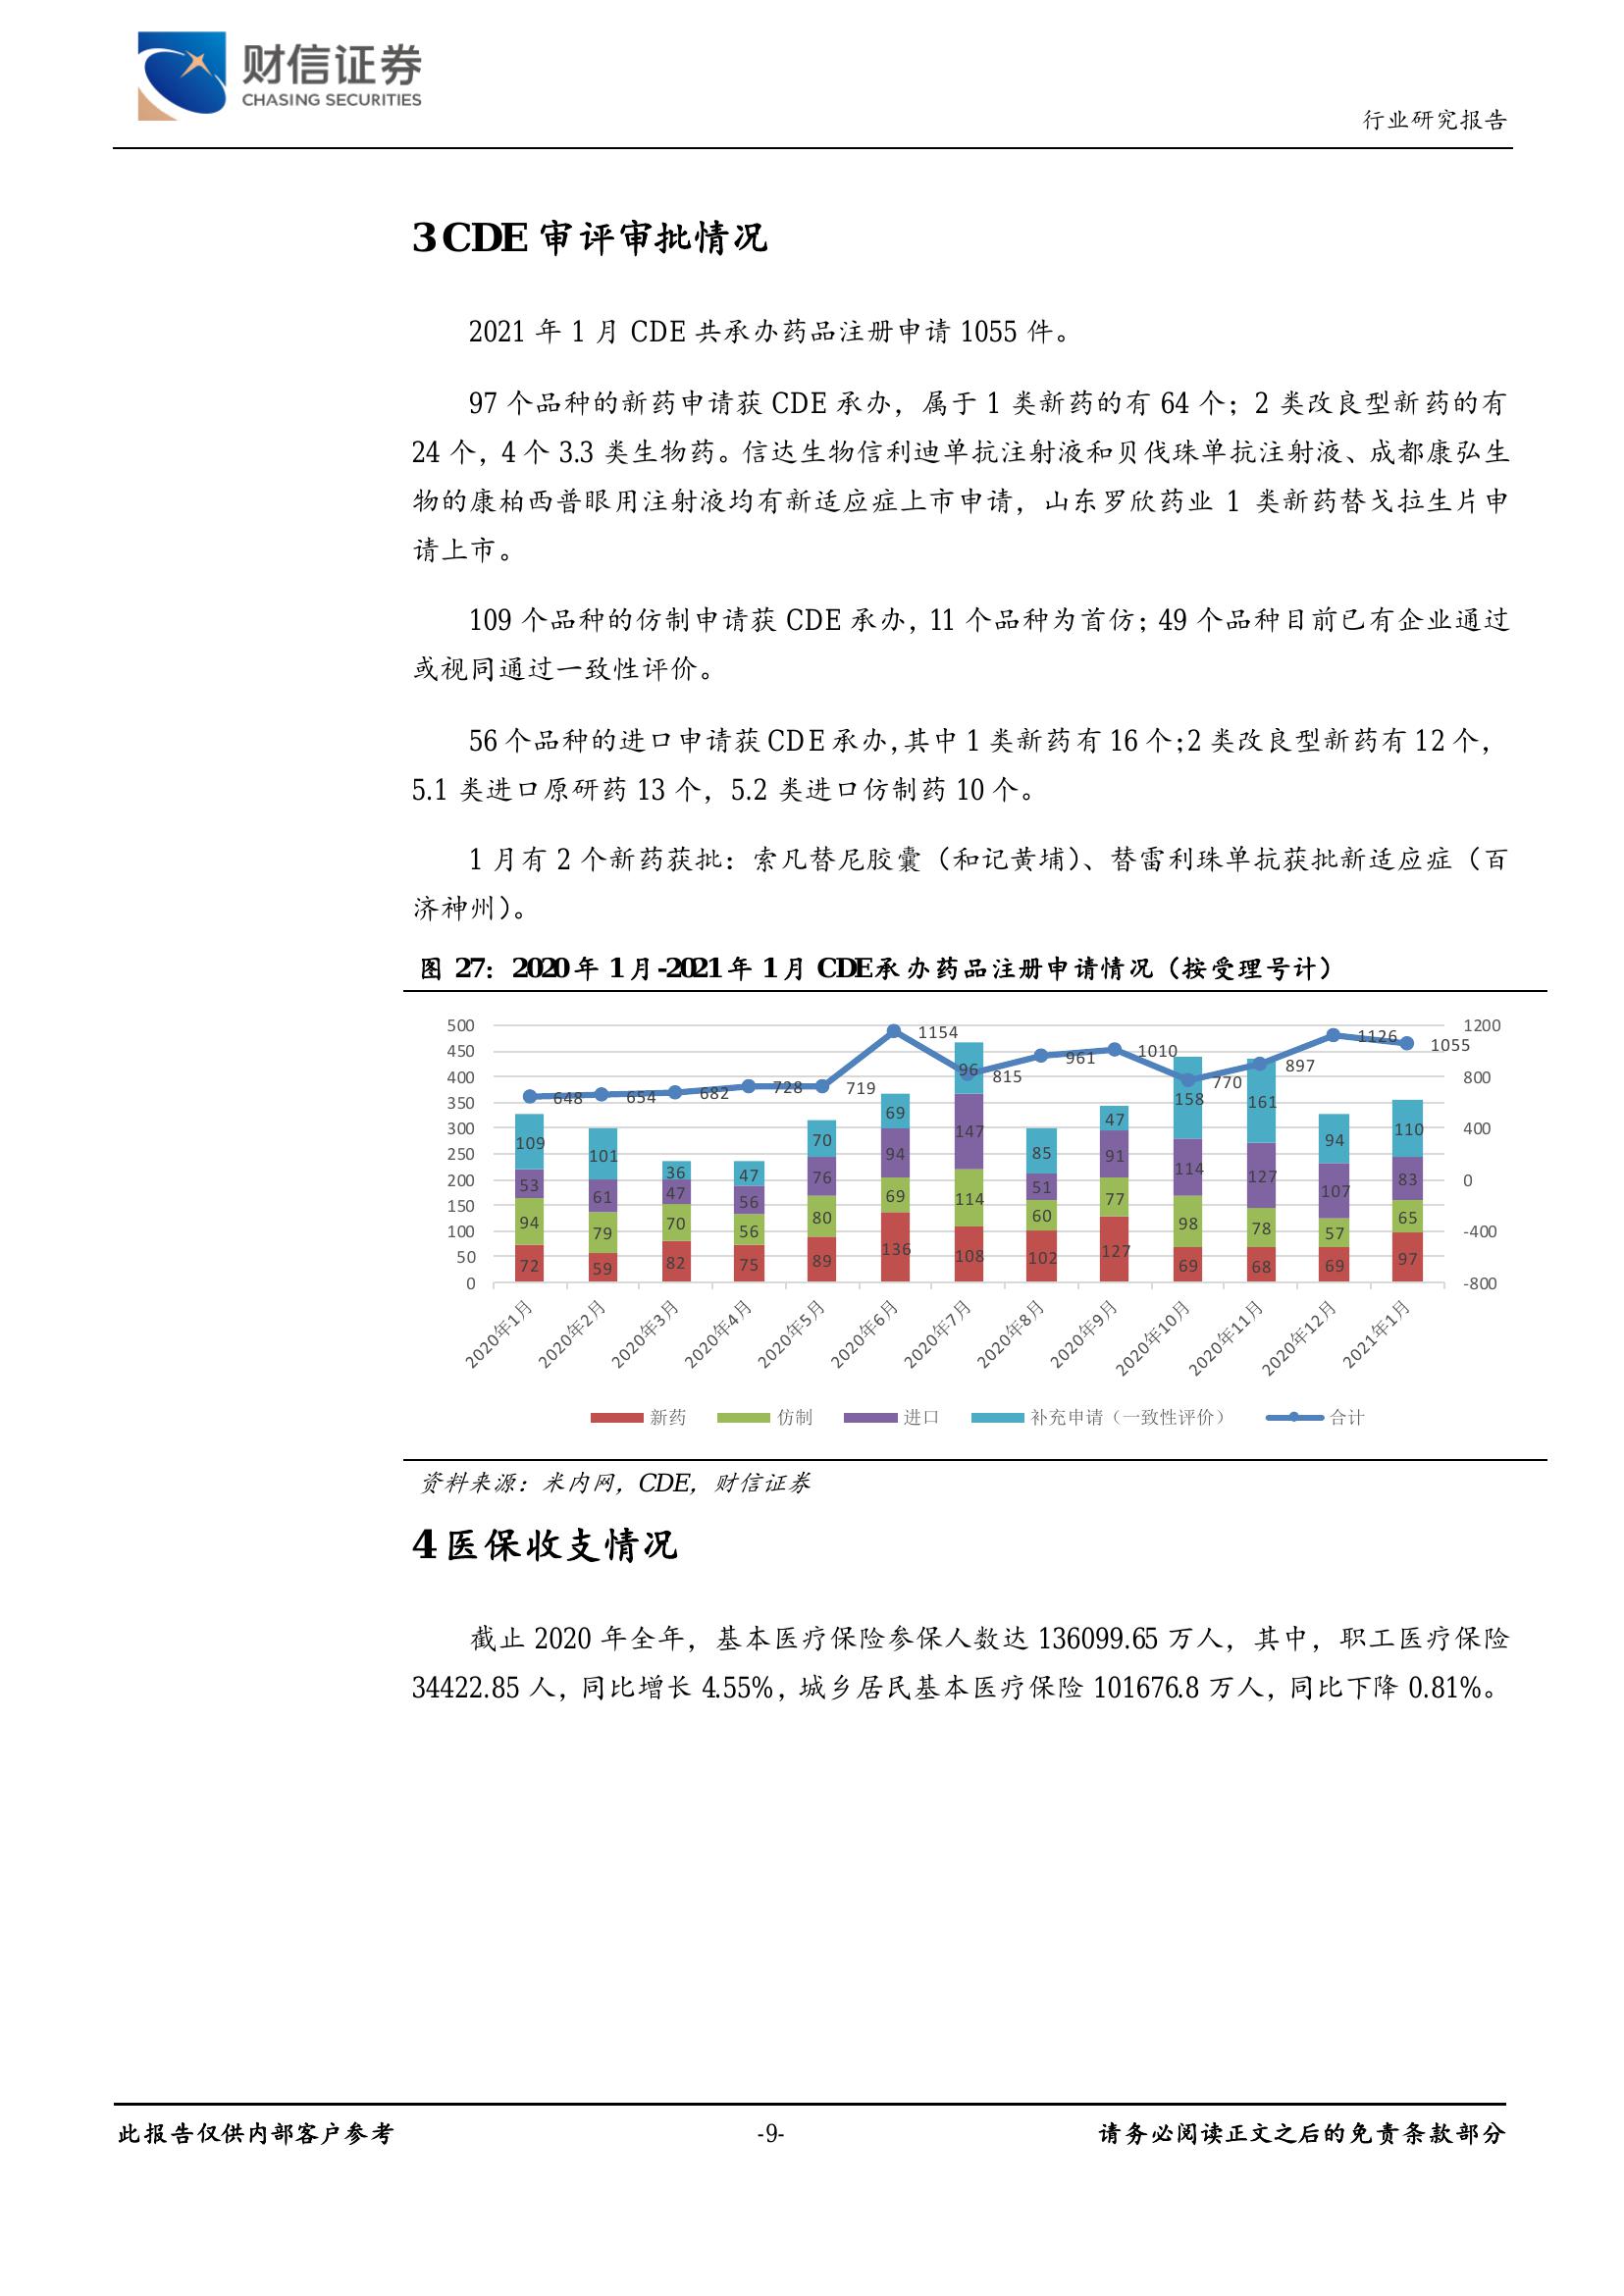 财信证券
CHASING SECURITIES
行业研究报告
3 CDE 审评审批情况
2021 年 1 月 CDE 共承办药品注册申请 1055 件。
97 个品种的新药申请获 CDE 承办，属于 1 类新药的有 64 个；2 类改良型新药的有
24 个，4 个 3.3 类生物药。信达生物信利迪单抗注射液和贝伐珠单抗注射液、成都康弘生
物的康柏西普眼用注射液均有新适应症上市申请，山东罗欣药业 1 类新药替戈拉生片申
请上市。
109 个品种的仿制申请获 CDE 承办，11 个品种为首仿；49 个品种目前已有企业通过
或视同通过一致性评价。
56 个品种的进口申请获 CDE 承办，其中 1 类新药有 16 个；2 类改良型新药有 12 个，
5.1 类进口原研药 13 个，5.2 类进口仿制药 10 个。
1 月有 2 个新药获批：索凡替尼胶囊（和记黄埔）、替雷利珠单抗获批新适应症（百
济神州）。
图 27：2020 年 1 月-2021 年 1 月 CDE 承办药品注册申请情况（按受理号计）
500 450 400 350 300 250 200 150 100 50 0
1200 800 400 0 -400 -800
648 654 682 728 719 1154 815 961 1010 770 897 1126 1055
109 101 36 47 70 69 96 85 47 158 161 94 110
53 61 47 56 76 94 147 51 91 114 127 107 83
94 79 70 56 80 69 114 60 77 98 78 57 65
72 59 82 75 89 136 108 102 127 69 68 69 97
2020年1月 2020年2月 2020年3月 2020年4月 2020年5月 2020年6月 2020年7月 2020年8月 2020年9月 2020年10月 2020年11月 2020年12月 2021年1月
新药 仿制 进口 补充申请（一致性评价） 合计
资料来源：米内网，CDE，财信证券
4 医保收支情况
截止 2020 年全年，基本医疗保险参保人数达 136099.65 万人，其中，职工医疗保险
34422.85 人，同比增长 4.55%，城乡居民基本医疗保险 101676.8 万人，同比下降 0.81%。
此报告仅供内部客户参考 -9- 请务必阅读正文之后的免责条款部分